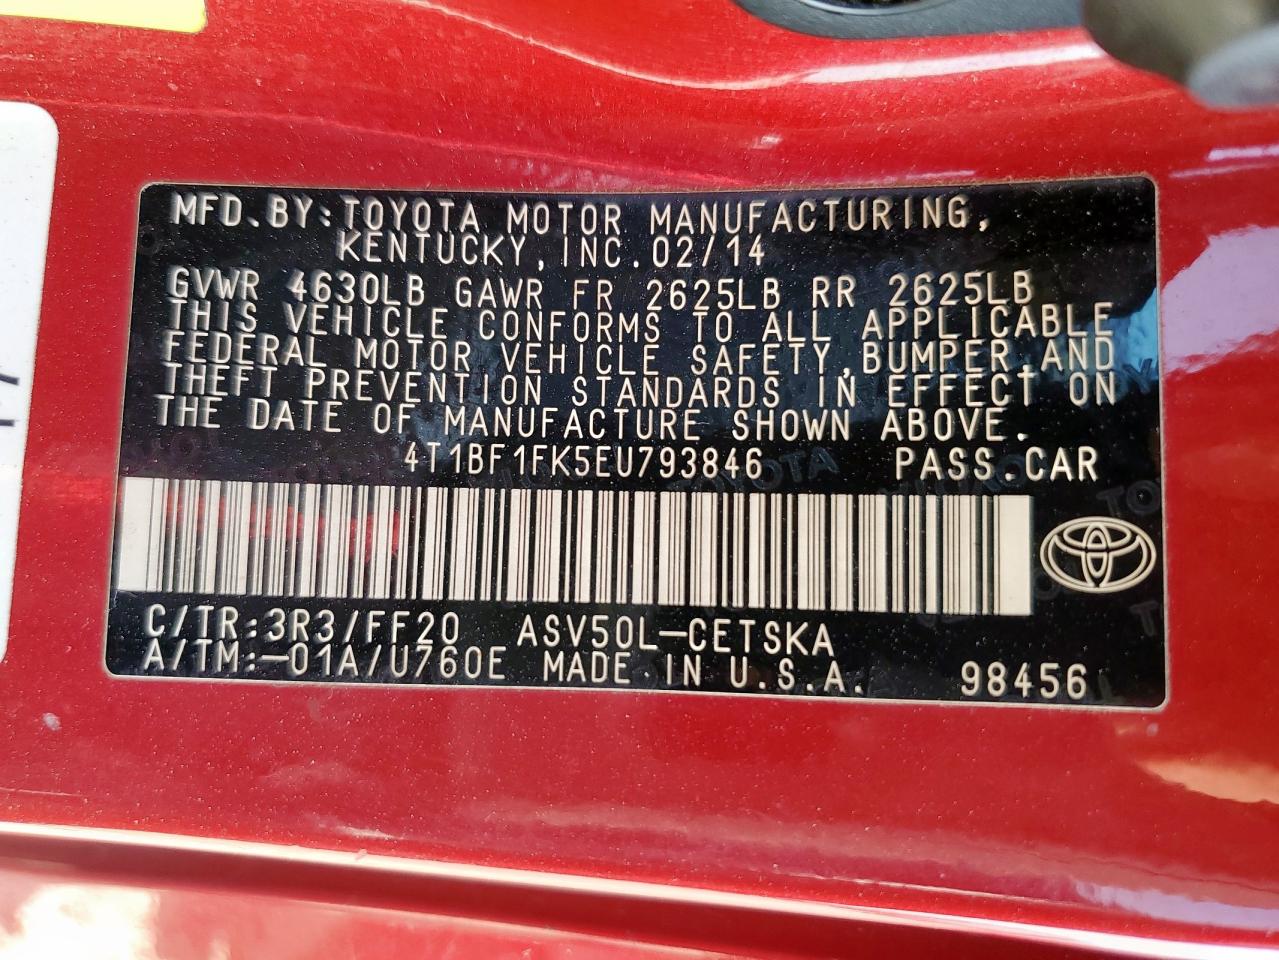 MFD.BY:TOYOTA MOTOR MANUFACTURING,
KENTUCKY,INC.02/14
GVWR 4630LB GAWR FR 2625LB RR 2625LB
THIS VEHICLE CONFORMS TO ALL APPLICABLE
FEDERAL MOTOR VEHICLE SAFETY,BUMPER,AND
THEFT PREVENTION STANDARDS IN EFFECT ON
THE DATE OF MANUFACTURE SHOWN ABOVE.
4T1BF1FK5EU793846 PASS.CAR
C/TR:3R3/FF20 ASV50L-CETSKA
A/TM:-01A/U760E MADE IN U.S.A. 98456